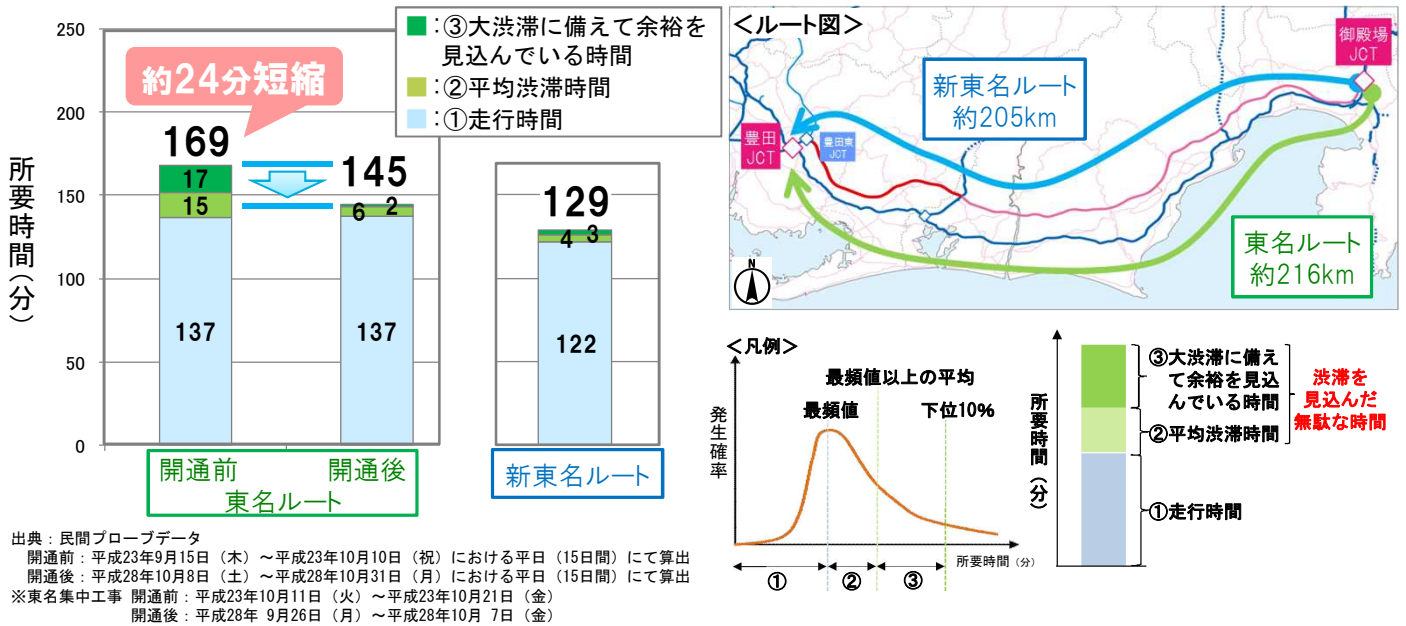 250
200
150
100
50
0
所要時間(分)
約24分短縮
■:③大渋滞に備えて余裕を
見込んでいる時間
■:②平均渋滞時間
■:①走行時間
169
17
15
137
145
2
6
137
129
3
4
122
開通前
開通後
東名ルート
新東名ルート
出典:民間プローブデータ
開通前:平成23年9月15日(木)~平成23年10月10日(祝)における平日(15日間)にて算出
開通後:平成28年10月8日(土)~平成28年10月31日(月)における平日(15日間)にて算出
※東名集中工事 開通前:平成23年10月11日(火)~平成23年10月21日(金)
開通後:平成28年 9月26日(月)~平成28年10月 7日(金)
<ルート図>
御殿場
JCT
新東名ルート
約205km
豊田
JCT
豊田東
JCT
東名ルート
約216km
N
<凡例>
最頻値以上の平均
最頻値
下位10%
発生確率
所要時間(分)
①
②
③
所要時間(分)
③大渋滞に備え
て余裕を見込
んでいる時間
②平均渋滞時間
①走行時間
渋滞を
見込んだ
無駄な時間